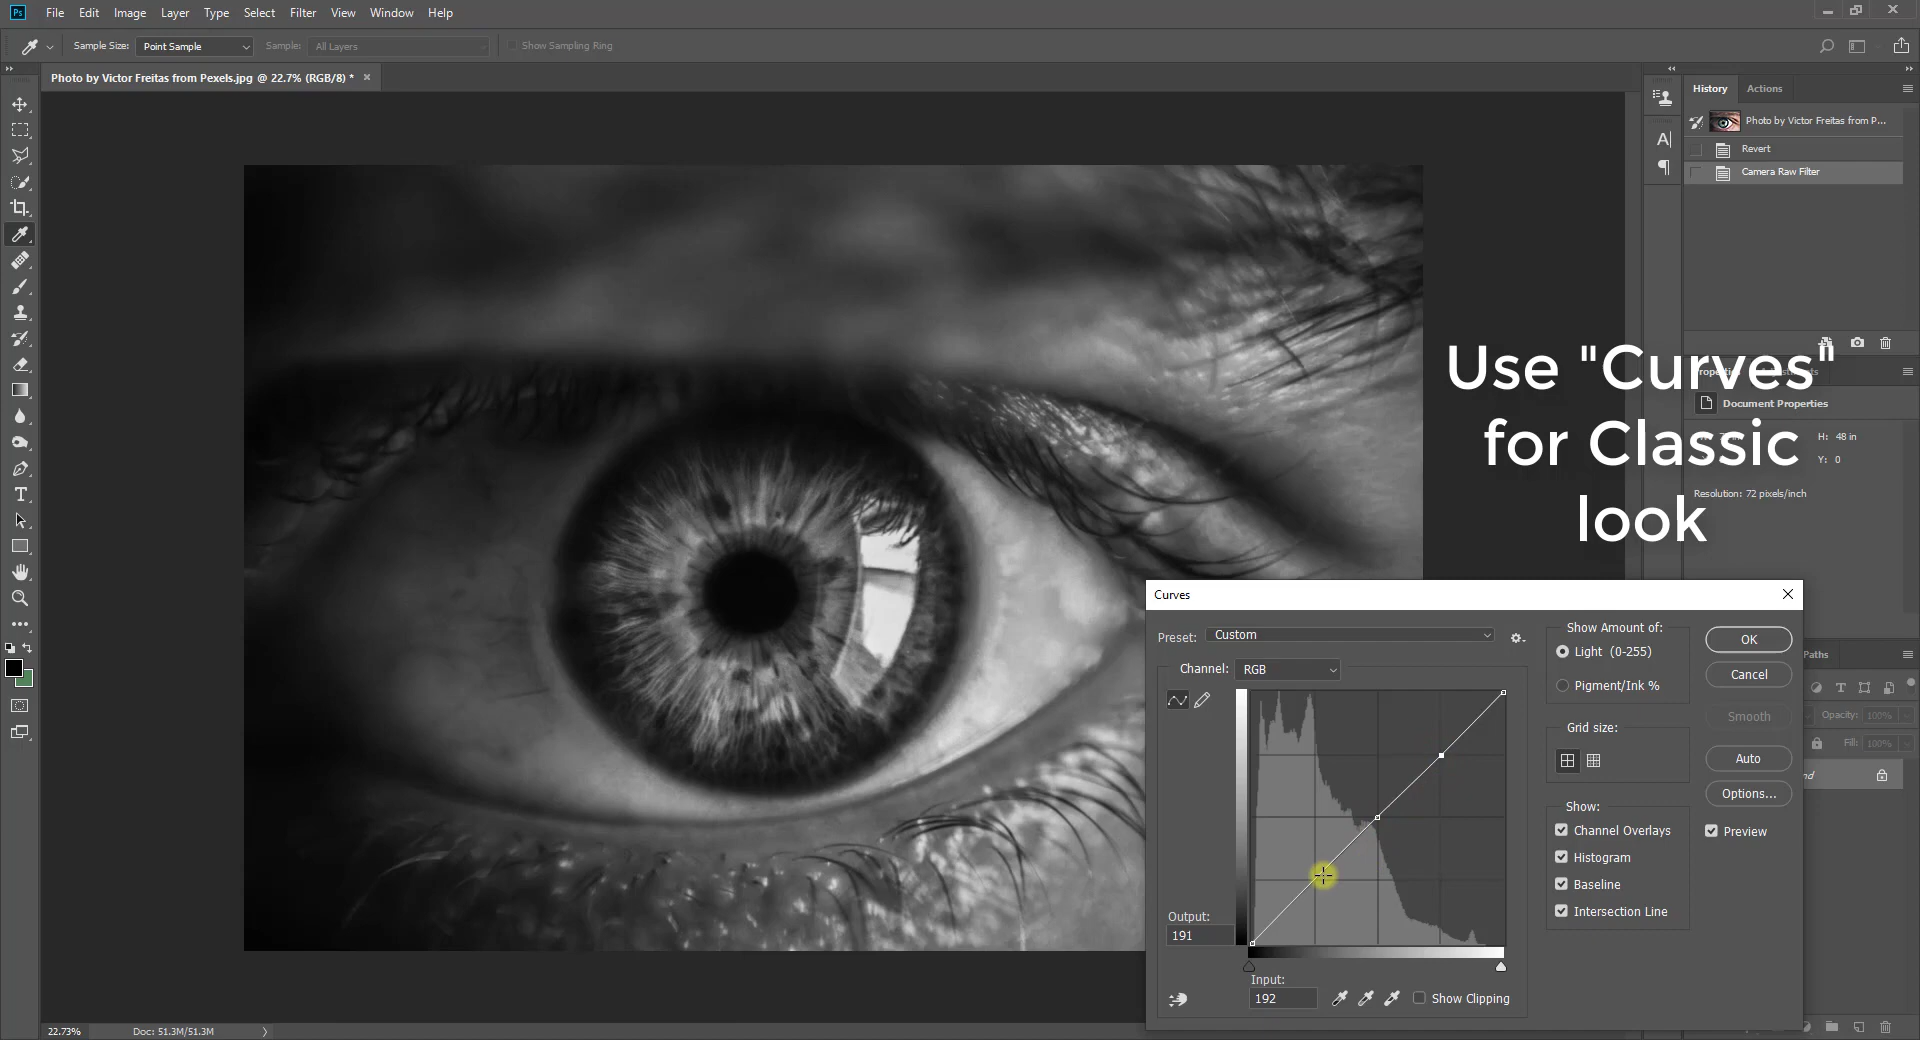 Ps File Edit Image Layer Type Select Filter View Window Help
Sample Size: Point Sample Sample: All Layers Show Sampling Ring
Photo by Victor Freitas from Pexels.jpg @ 22.7% (RGB/8) * ×
History Actions
Photo by Victor Freitas from P...
Revert
Camera Raw Filter
Use "Curves"
for Classic
look
Document Properties
H: 48 in
Y: 0
Resolution: 72 pixels/inch
Curves
Preset: Custom
Channel: RGB
Show Amount of:
Light (0-255)
Pigment/Ink %
Grid size:
Show:
Channel Overlays
Histogram
Baseline
Intersection Line
OK
Cancel
Smooth
Auto
Options...
Preview
Output:
191
Input:
192
Show Clipping
Paths
Opacity: 100%
Fill: 100%
22.73% Doc: 51.3M/51.3M